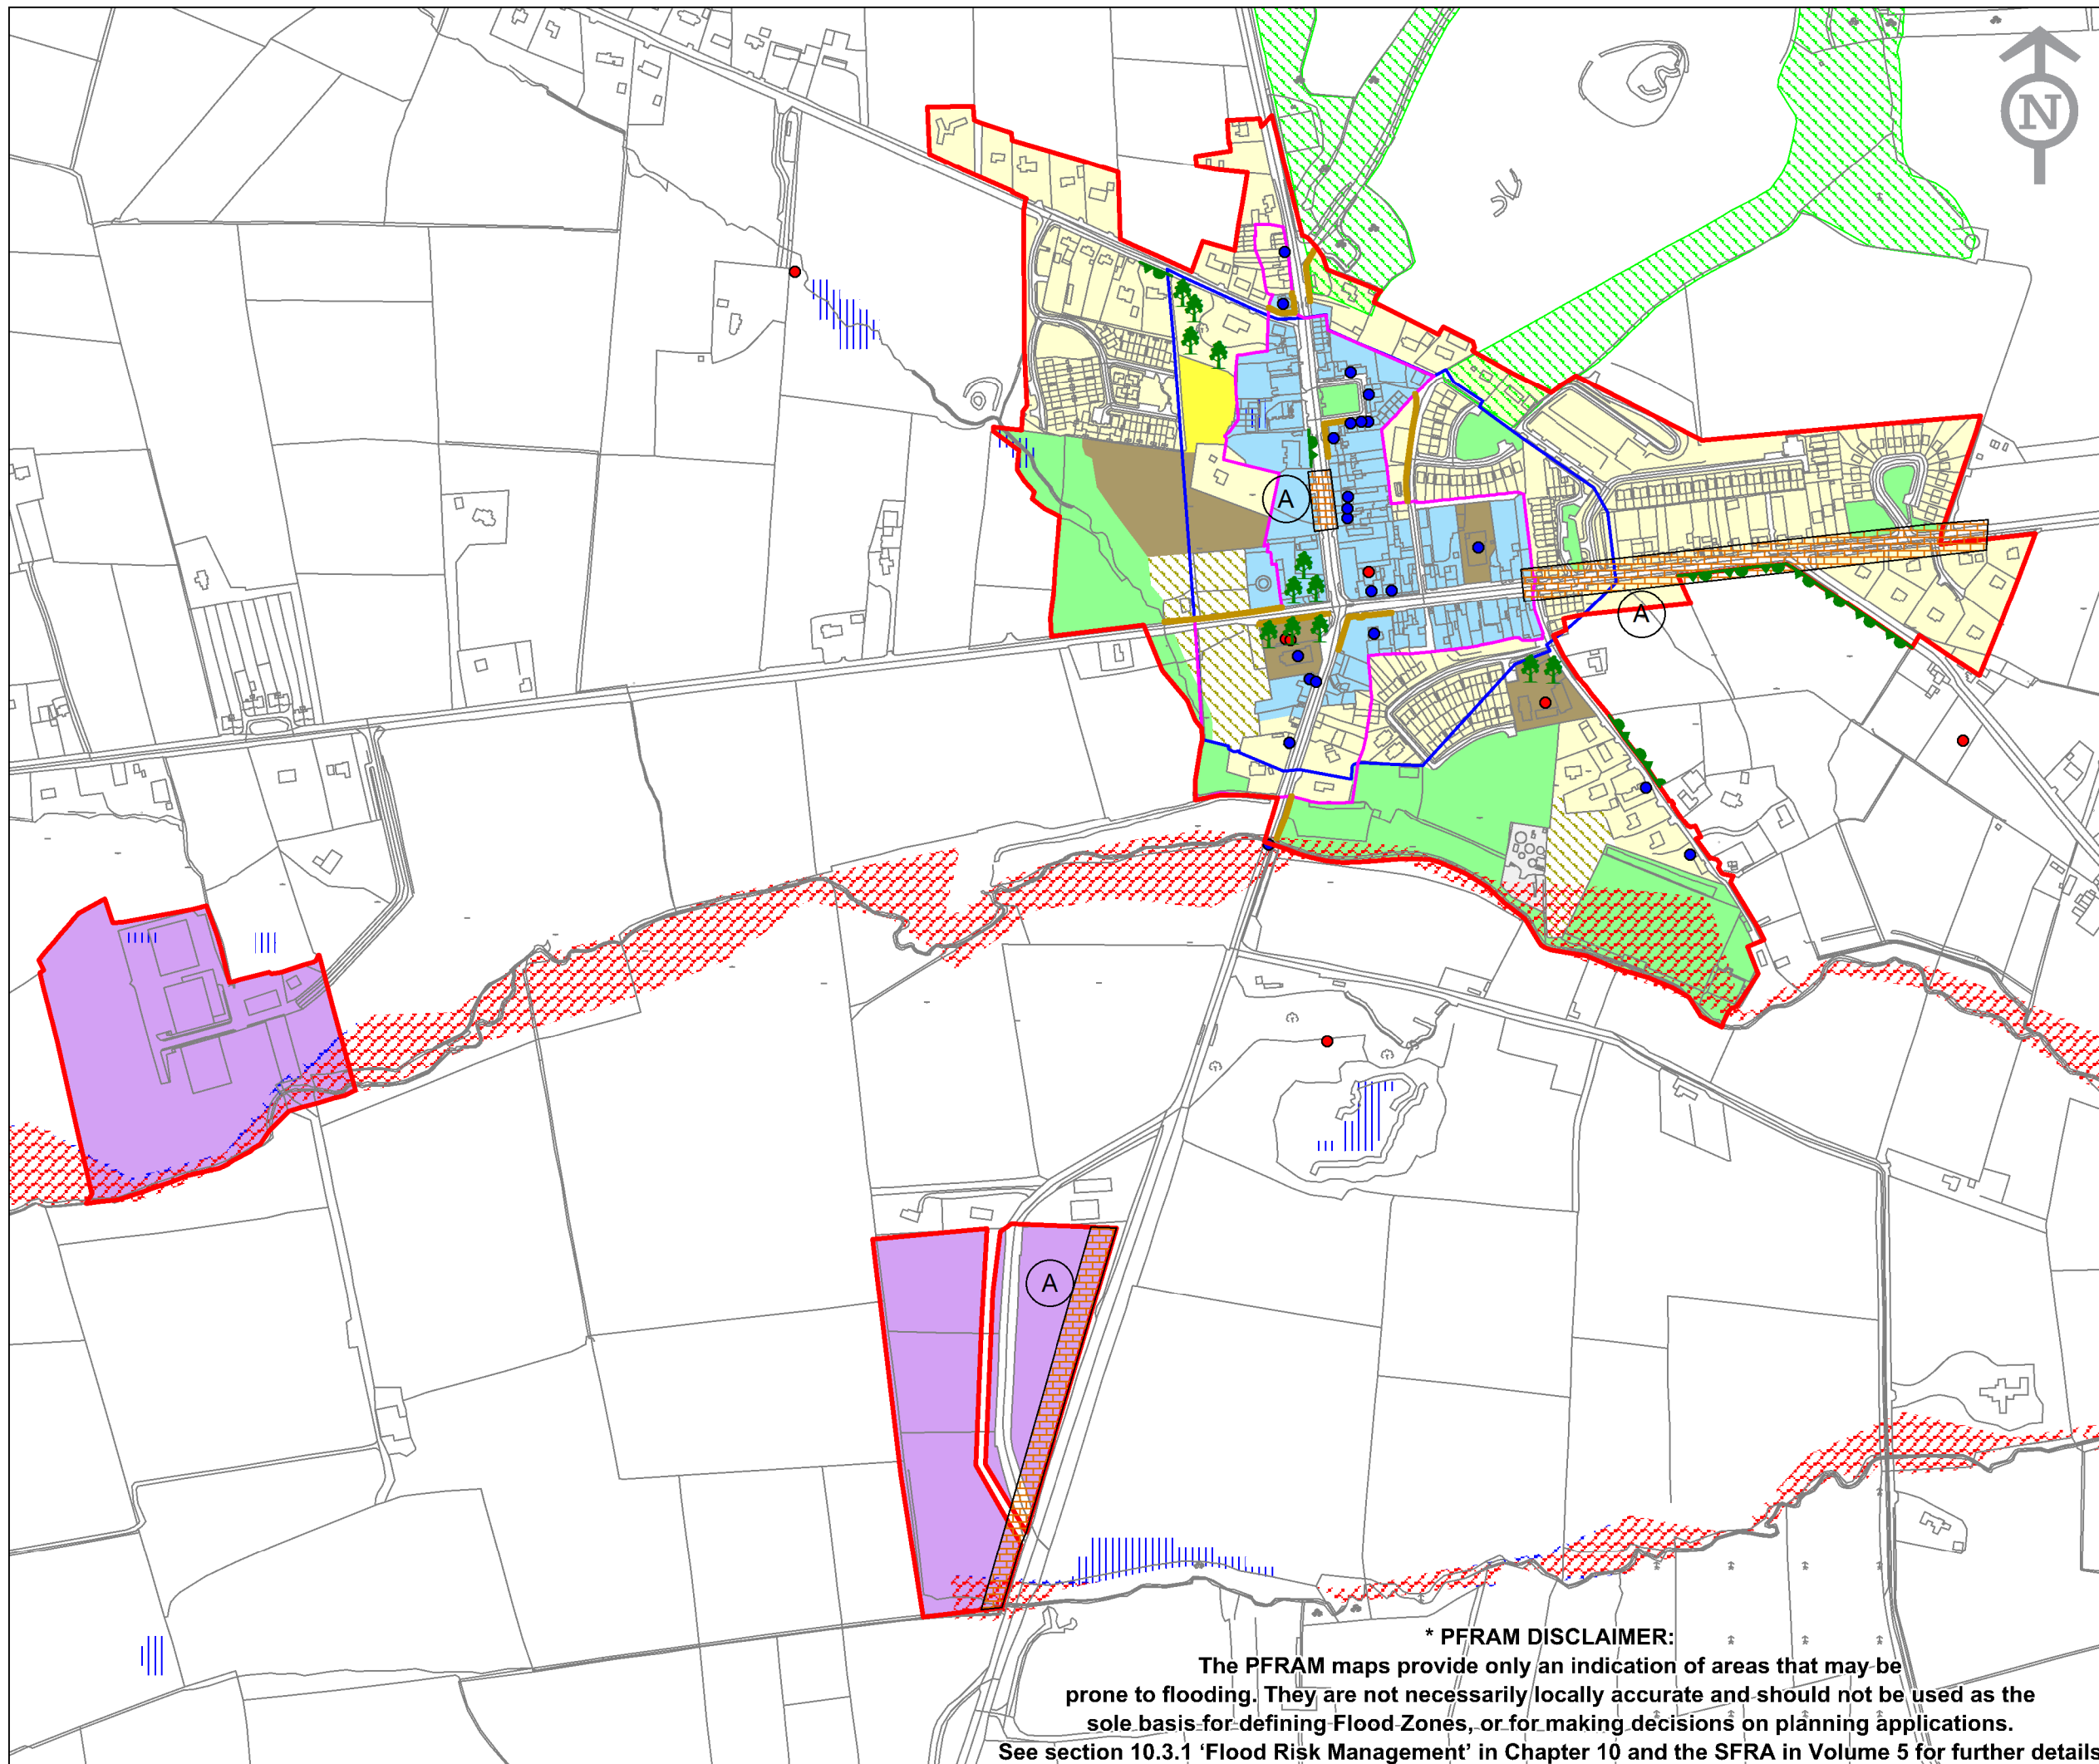 N
A
A
A
* PFRAM DISCLAIMER:
The PFRAM maps provide only an indication of areas that may be
prone to flooding. They are not necessarily locally accurate and should not be used as the
sole basis for defining Flood Zones, or for making decisions on planning applications.
See section 10.3.1 ‘Flood Risk Management’ in Chapter 10 and the SFRA in Volume 5 for further details